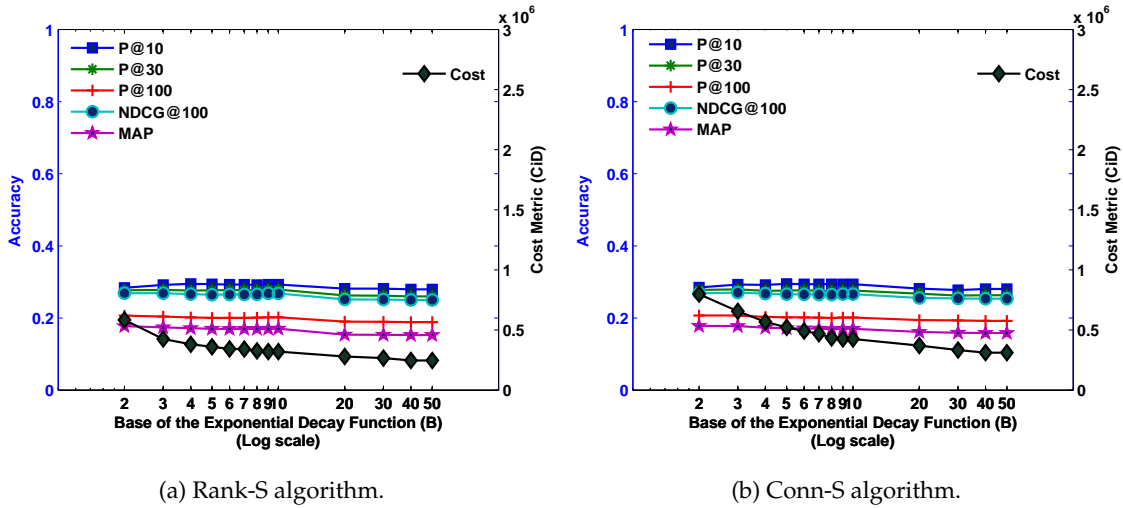 x 10^6
1
3
P@10
P@30
P@100
NDCG@100
MAP
Cost
0.8
0.6
0.4
0.2
0
2.5
2
1.5
1
0.5
0
Accuracy
Cost Metric (CiD)
2 3 4 5 6 7 8 9 10 20 30 40 50
Base of the Exponential Decay Function (B)
(Log scale)
(a) Rank-S algorithm.
x 10^6
1
3
P@10
P@30
P@100
NDCG@100
MAP
Cost
0.8
0.6
0.4
0.2
0
2.5
2
1.5
1
0.5
0
Accuracy
Cost Metric (CiD)
2 3 4 5 6 7 8 9 10 20 30 40 50
Base of the Exponential Decay Function (B)
(Log scale)
(b) Conn-S algorithm.